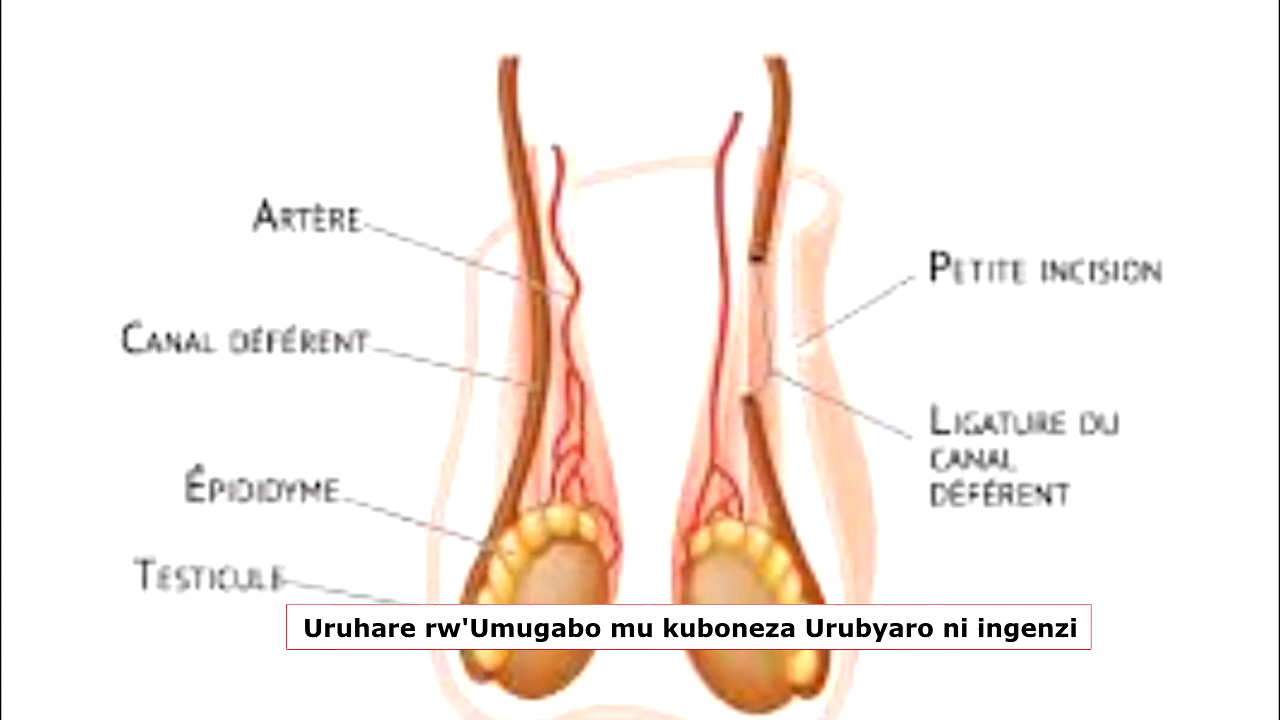 Artère
Petite incision
Canal déférent
Ligature du
canal
déférent
Épididyme
Testicule
Uruhare rw'Umugabo mu kuboneza Urubyaro ni ingenzi